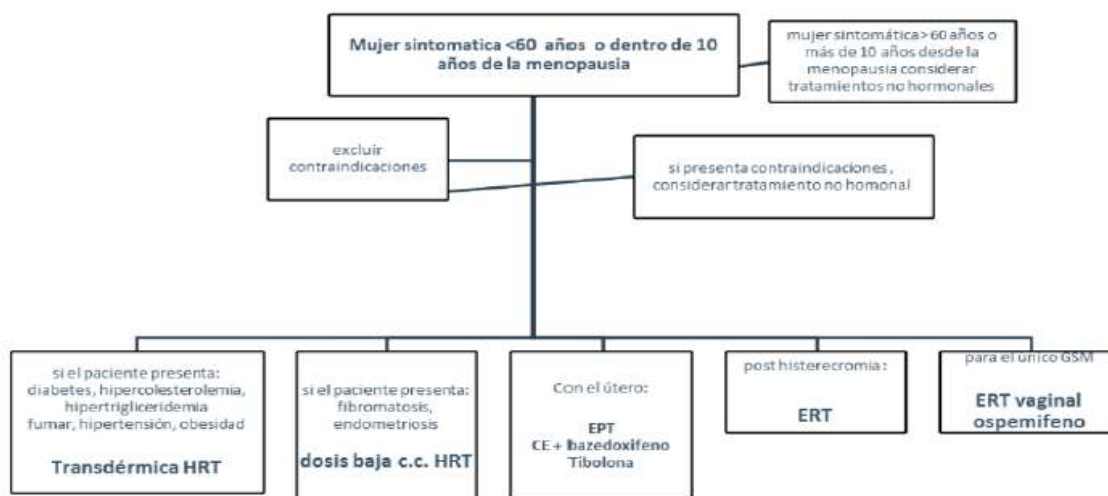 Mujer sintomatica <60 años o dentro de 10
años de la menopausia
mujer sintomática> 60 años o
más de 10 años desde la
menopausia considerar
tratamientos no hormonales
excluir
contraindicaciones
si presenta contraindicaciones,
considerar tratamiento no homonal
si el paciente presenta:
diabetes, hipercolesterolemia,
hipertrigliceridemia
fumar, hipertensión, obesidad
Transdérmica HRT
si el paciente presenta:
fibromatosis,
endometriosis
dosis baja c.c. HRT
Con el útero:
EPT
CE + bazedoxifeno
Tibolona
post histerecromia:
ERT
para el único GSM
ERT vaginal
ospemifeno